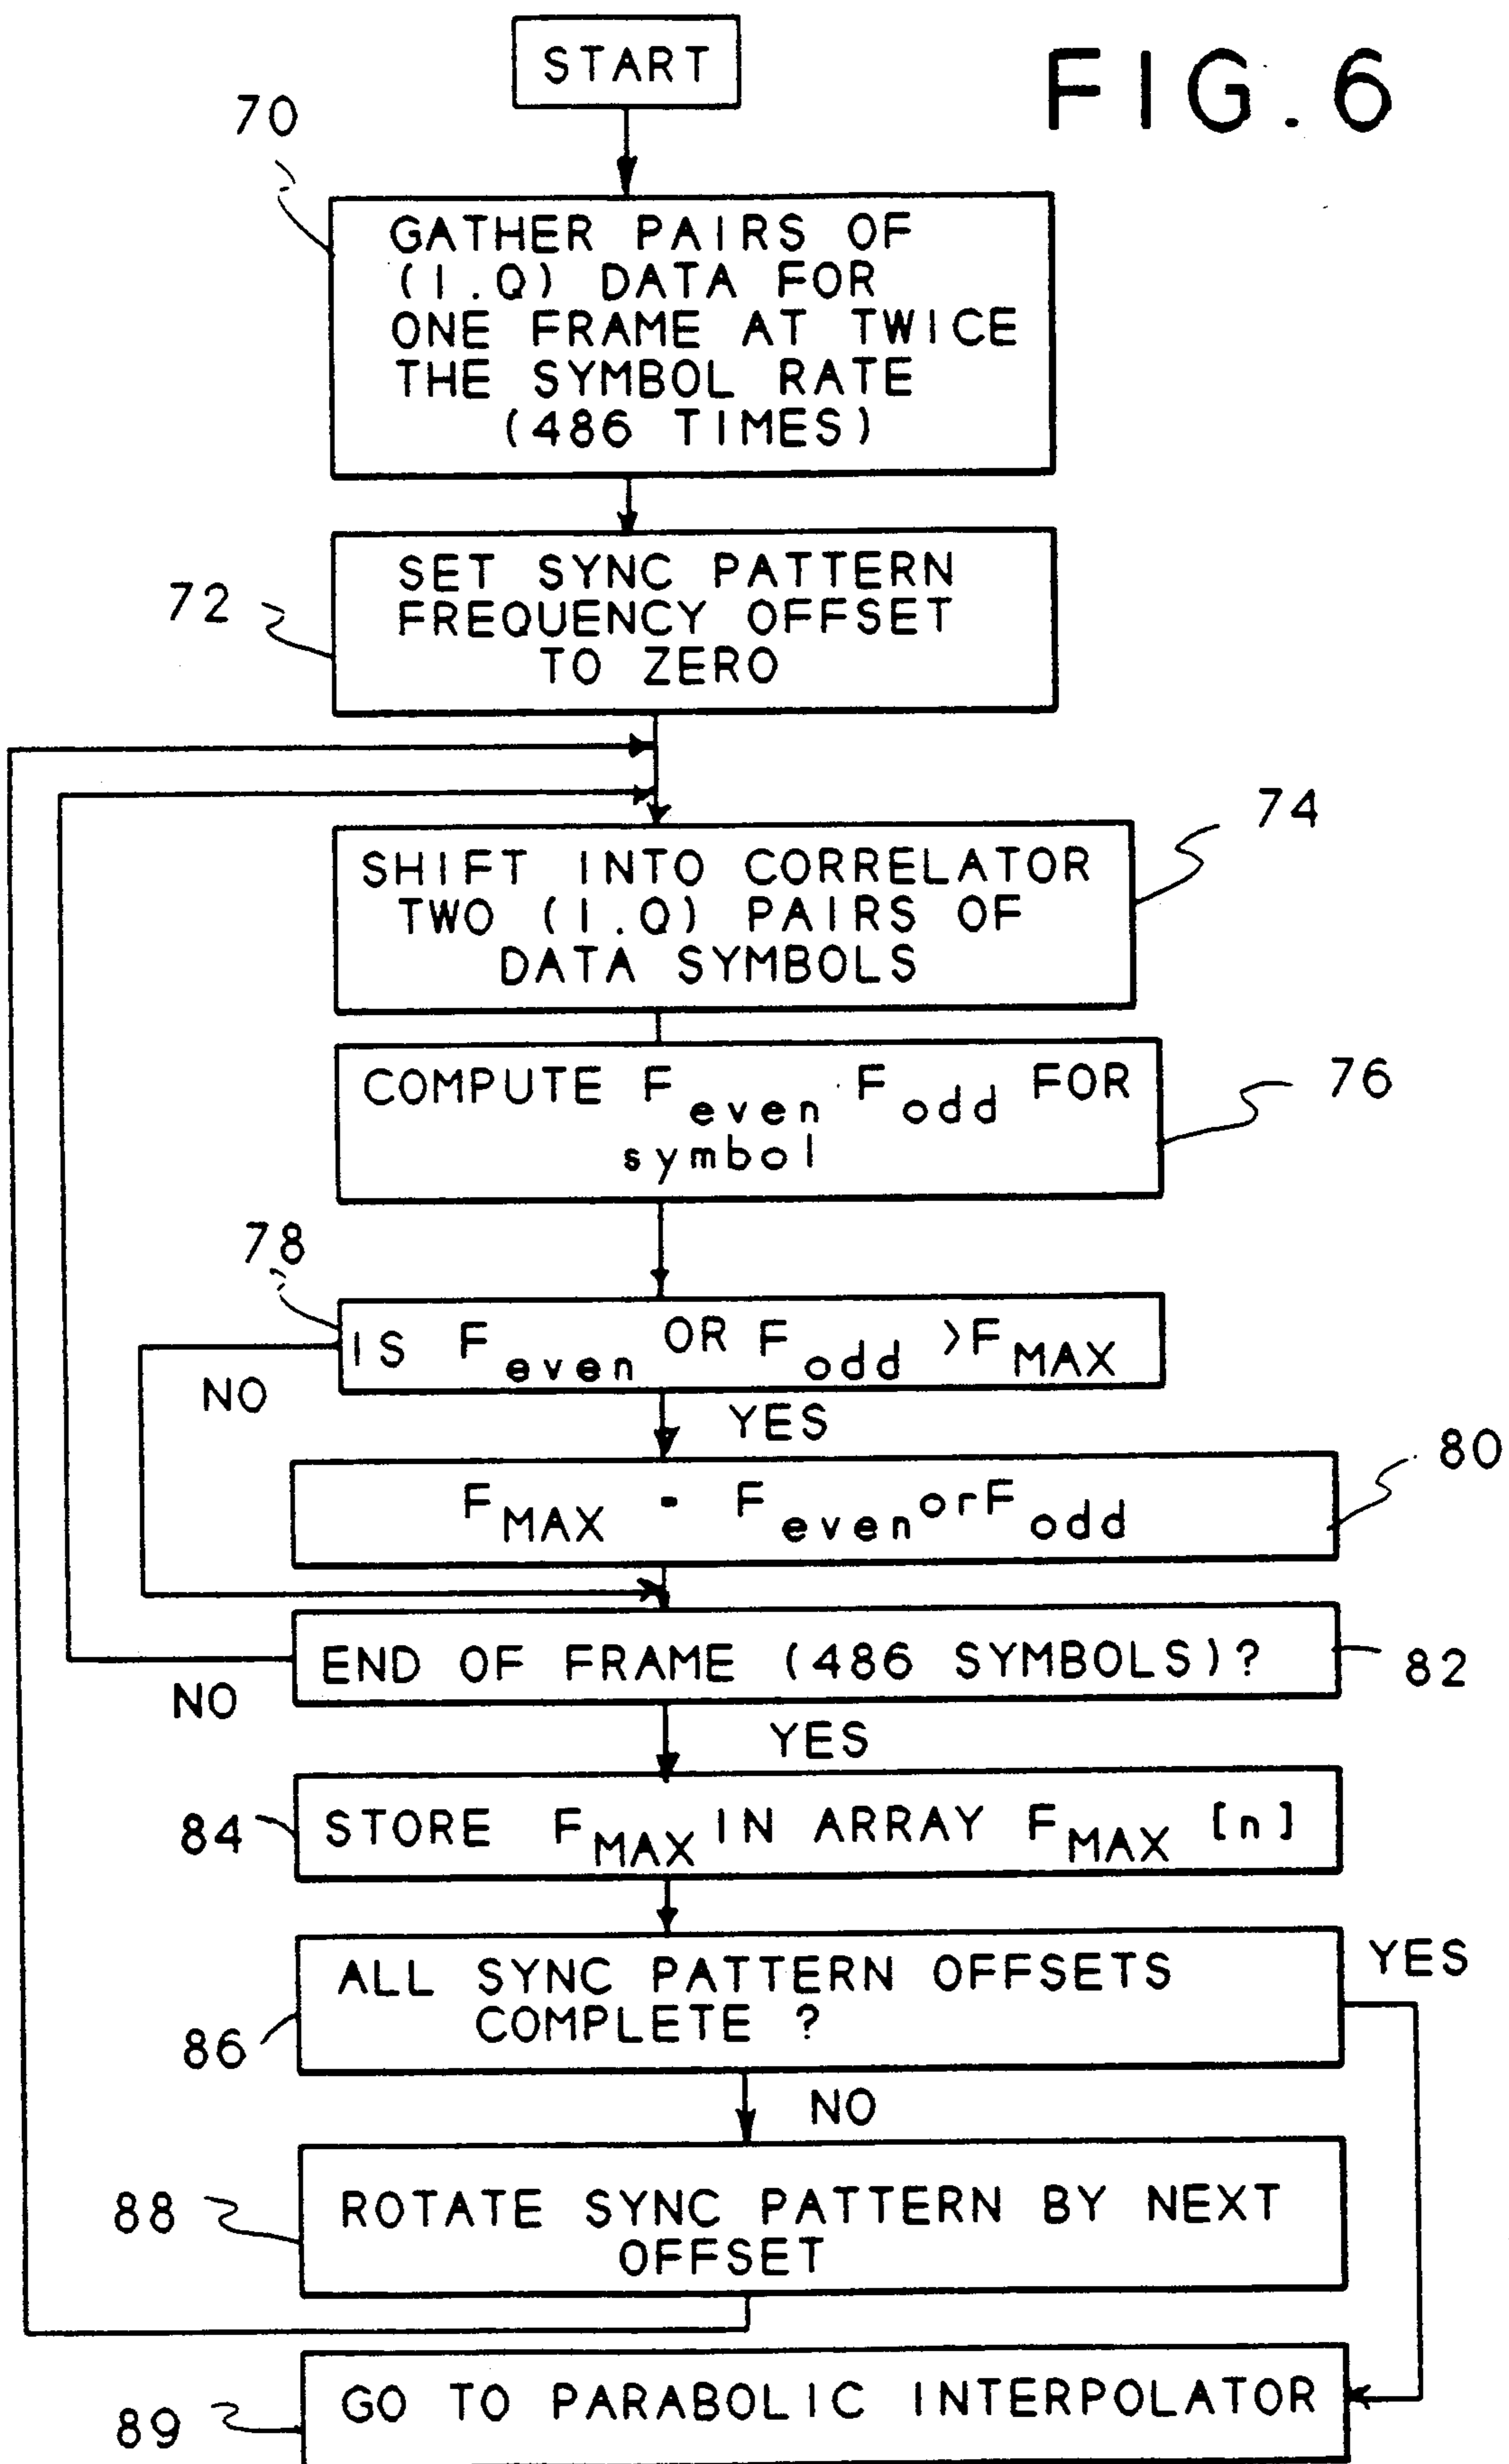 START
FIG.6
70
GATHER PAIRS OF
(I.Q) DATA FOR
ONE FRAME AT TWICE
THE SYMBOL RATE
(486 TIMES)
72
SET SYNC PATTERN
FREQUENCY OFFSET
TO ZERO
74
SHIFT INTO CORRELATOR
TWO (I.Q) PAIRS OF
DATA SYMBOLS
76
COMPUTE F even F odd FOR
symbol
78
IS F even OR F odd >F MAX
NO
YES
80
F MAX - F even or F odd
82
END OF FRAME (486 SYMBOLS)?
NO
YES
84
STORE F MAX IN ARRAY F MAX [n]
86
ALL SYNC PATTERN OFFSETS
COMPLETE ?
YES
NO
88
ROTATE SYNC PATTERN BY NEXT
OFFSET
89
GO TO PARABOLIC INTERPOLATOR